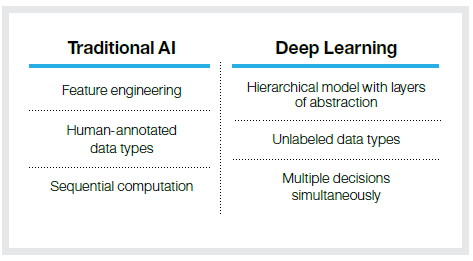 Traditional AI
Feature engineering
Human-annotated
data types
Sequential computation
Deep Learning
Hierarchical model with layers
of abstraction
Unlabeled data types
Multiple decisions
simultaneously